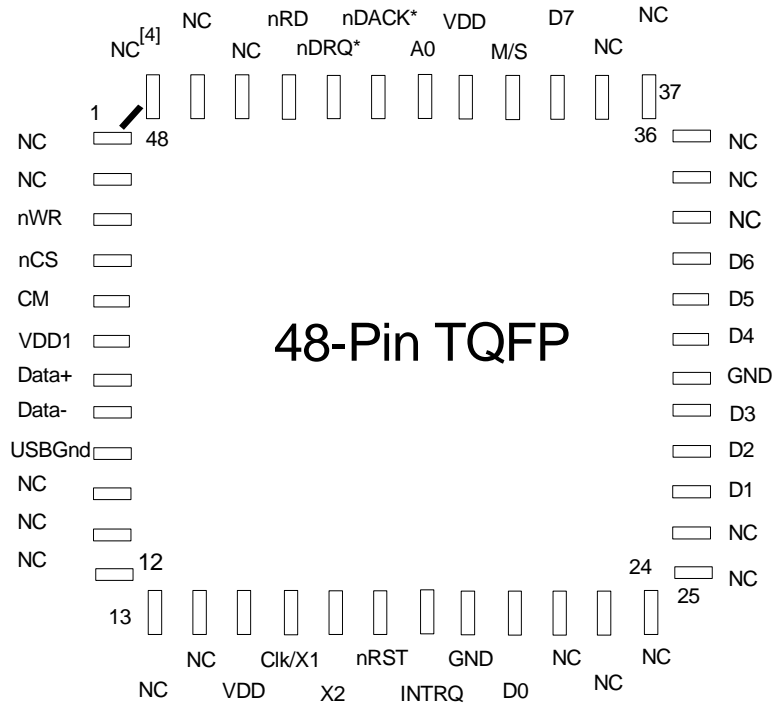 nRD nDACK* VDD D7 NC
NC[4] NC NC nDRQ* A0 M/S NC
1 48 37 36
NC NC
NC NC
nWR NC
nCS D6
CM D5
VDD1 48-Pin TQFP D4
Data+ GND
Data- D3
USBGnd D2
NC D1
NC NC
NC 12 24 NC
13 25
NC Clk/X1 nRST GND NC NC
NC VDD X2 INTRQ D0 NC